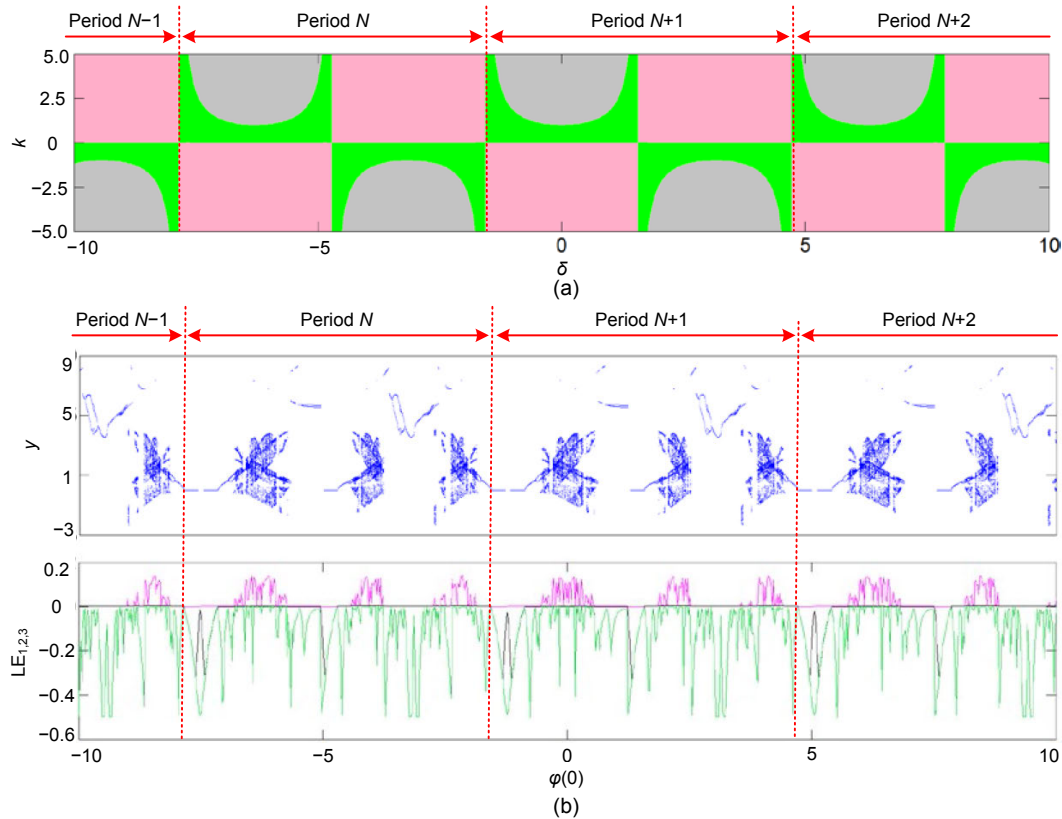 Period N−1 Period N Period N+1 Period N+2
5.0
2.5
0
−2.5
−5.0
k
−10 −5 0 5 10
δ
(a)
Period N−1 Period N Period N+1 Period N+2
9
5
1
−3
y
0.2
0
−0.2
−0.4
−0.6
LE1,2,3
−10 −5 0 5 10
φ(0)
(b)